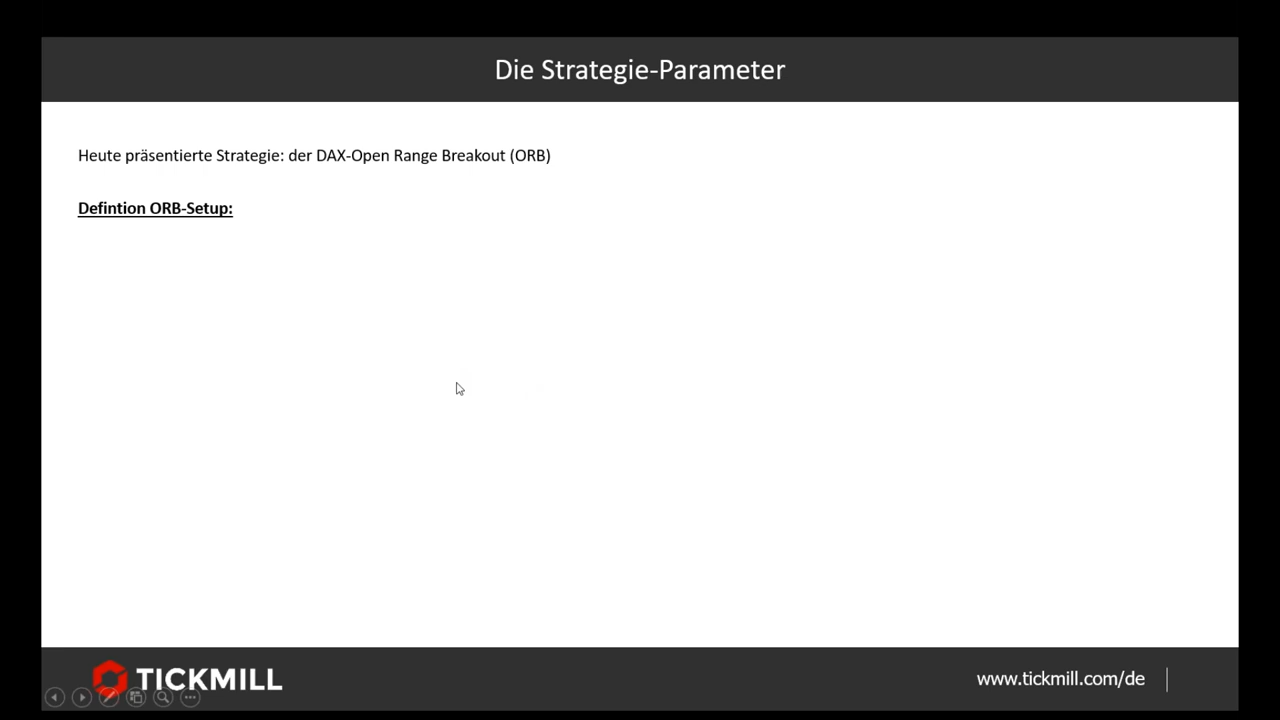 Die Strategie-Parameter
Heute präsentierte Strategie: der DAX-Open Range Breakout (ORB)
Defintion ORB-Setup:
TICKMILL
www.tickmill.com/de